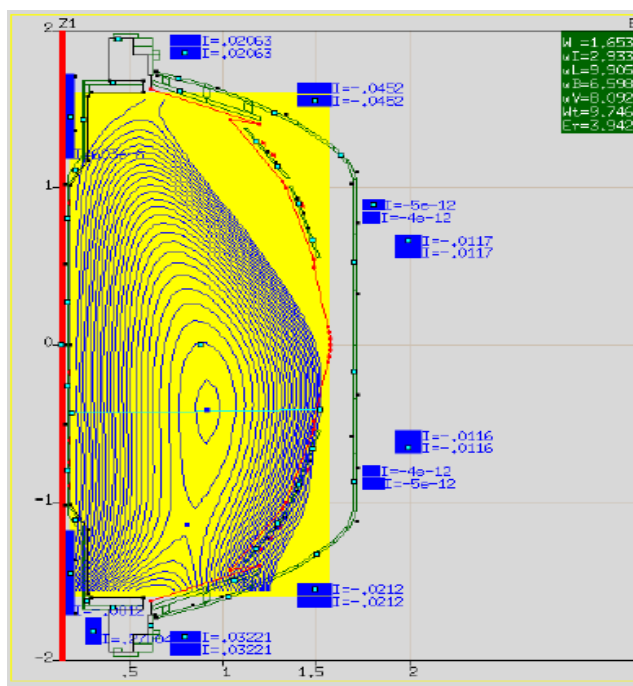 2 Z1
W =1.653
wI=2.933
wL=9.905
wB=6.598
wV=8.092
Wt=9.746
Er=3.942
I=.02063
I=.02063
I=-.0452
I=-.0452
1
I=-5e-12
I=-4e-12
I=-.0117
I=-.0117
0
I=-.0116
I=-.0116
-1
I=-4e-12
I=-5e-12
I=-.0212
I=-.0212
I=.03221
I=.03221
-2
.5 1 1.5 2